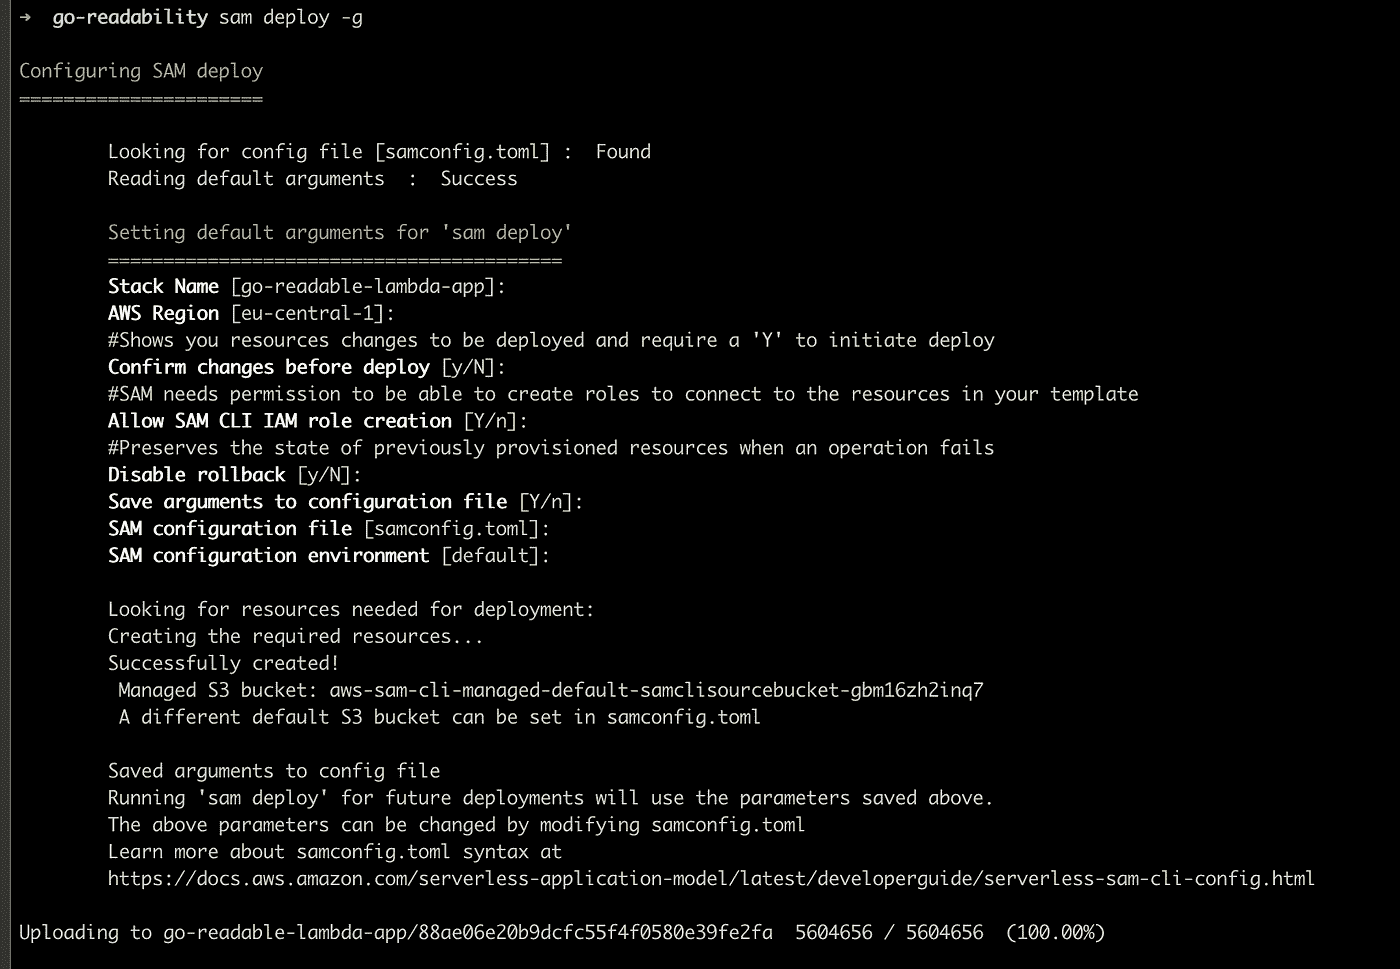 → go-readability sam deploy -g
Configuring SAM deploy
======================
Looking for config file [samconfig.toml] :  Found
Reading default arguments  :  Success
Setting default arguments for 'sam deploy'
=========================================
Stack Name [go-readable-lambda-app]:
AWS Region [eu-central-1]:
#Shows you resources changes to be deployed and require a 'Y' to initiate deploy
Confirm changes before deploy [y/N]:
#SAM needs permission to be able to create roles to connect to the resources in your template
Allow SAM CLI IAM role creation [Y/n]:
#Preserves the state of previously provisioned resources when an operation fails
Disable rollback [y/N]:
Save arguments to configuration file [Y/n]:
SAM configuration file [samconfig.toml]:
SAM configuration environment [default]:
Looking for resources needed for deployment:
Creating the required resources...
Successfully created!
Managed S3 bucket: aws-sam-cli-managed-default-samclisourcebucket-gbm16zh2inq7
A different default S3 bucket can be set in samconfig.toml
Saved arguments to config file
Running 'sam deploy' for future deployments will use the parameters saved above.
The above parameters can be changed by modifying samconfig.toml
Learn more about samconfig.toml syntax at
https://docs.aws.amazon.com/serverless-application-model/latest/developerguide/serverless-sam-cli-config.html
Uploading to go-readable-lambda-app/88ae06e20b9dcfc55f4f0580e39fe2fa  5604656 / 5604656  (100.00%)